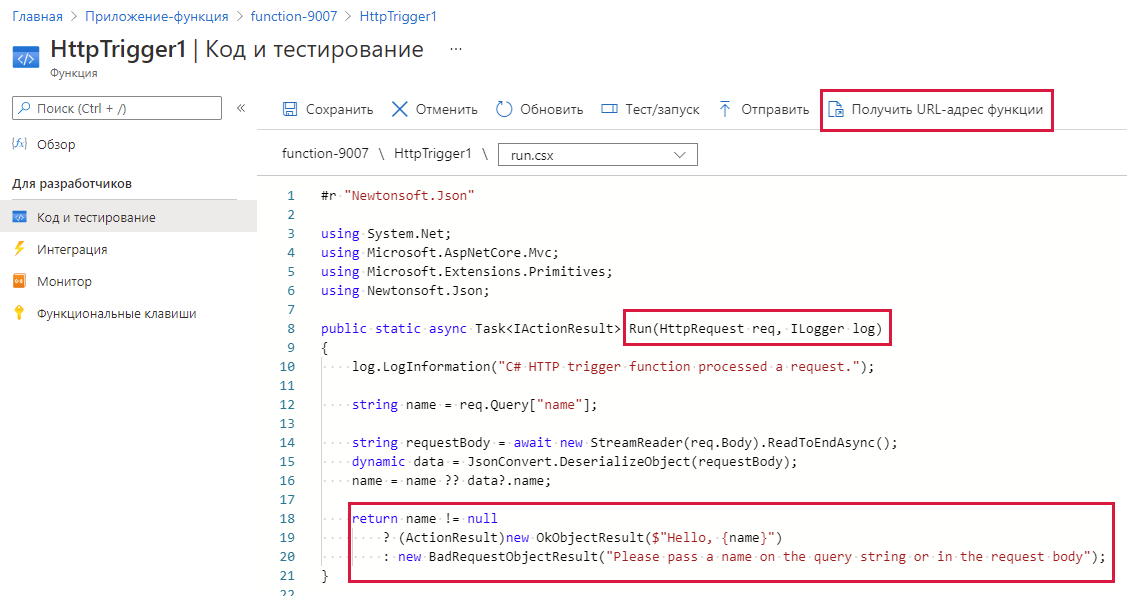 Главная > Приложение-функция > function-9007 > HttpTrigger1
HttpTrigger1 | Код и тестирование ...
Функция
Поиск (Ctrl + /)
«
Обзор
Для разработчиков
Код и тестирование
Интеграция
Монитор
Функциональные клавиши
Сохранить Отменить Обновить Тест/запуск Отправить Получить URL-адрес функции
function-9007 \ HttpTrigger1 \ run.csx
1 #r "Newtonsoft.Json"
2
3 using System.Net;
4 using Microsoft.AspNetCore.Mvc;
5 using Microsoft.Extensions.Primitives;
6 using Newtonsoft.Json;
7
8 public static async Task<IActionResult> Run(HttpRequest req, ILogger log)
9 {
10 log.LogInformation("C# HTTP trigger function processed a request.");
11
12 string name = req.Query["name"];
13
14 string requestBody = await new StreamReader(req.Body).ReadToEndAsync();
15 dynamic data = JsonConvert.DeserializeObject(requestBody);
16 name = name ?? data?.name;
17
18 return name != null
19 ? (ActionResult)new OkObjectResult($"Hello, {name}")
20 : new BadRequestObjectResult("Please pass a name on the query string or in the request body");
21 }
22